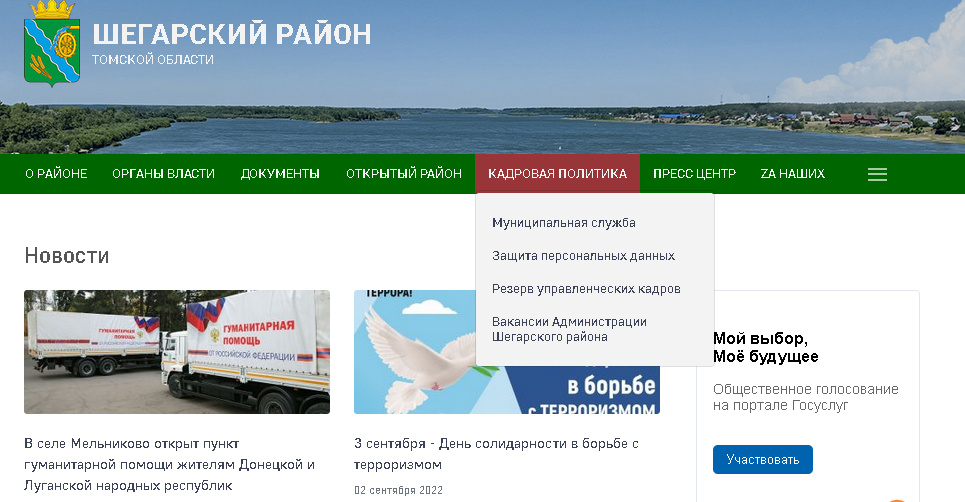 ШЕГАРСКИЙ РАЙОН
ТОМСКОЙ ОБЛАСТИ
О РАЙОНЕ ОРГАНЫ ВЛАСТИ ДОКУМЕНТЫ ОТКРЫТЫЙ РАЙОН КАДРОВАЯ ПОЛИТИКА ПРЕСС ЦЕНТР ZA НАШИХ
Муниципальная служба
Защита персональных данных
Резерв управленческих кадров
Вакансии Администрации
Шегарского района
Новости
ГУМАНИТАРНАЯ
ПОМОЩЬ
ОТ РОССИЙСКОЙ ФЕДЕРАЦИИ
ГУМАНИТАРНАЯ
ПОМОЩЬ
ОТ РОССИЙСКОЙ ФЕДЕРАЦИИ
В селе Мельниково открыт пункт
гуманитарной помощи жителям Донецкой и
Луганской народных республик
ТЕРРОРА!
в борьбе
с ТЕРРОРИЗМОМ
3 сентября - День солидарности в борьбе с
терроризмом
02 сентября 2022
Мой выбор,
Моё будущее
Общественное голосование
на портале Госуслуг
Участвовать